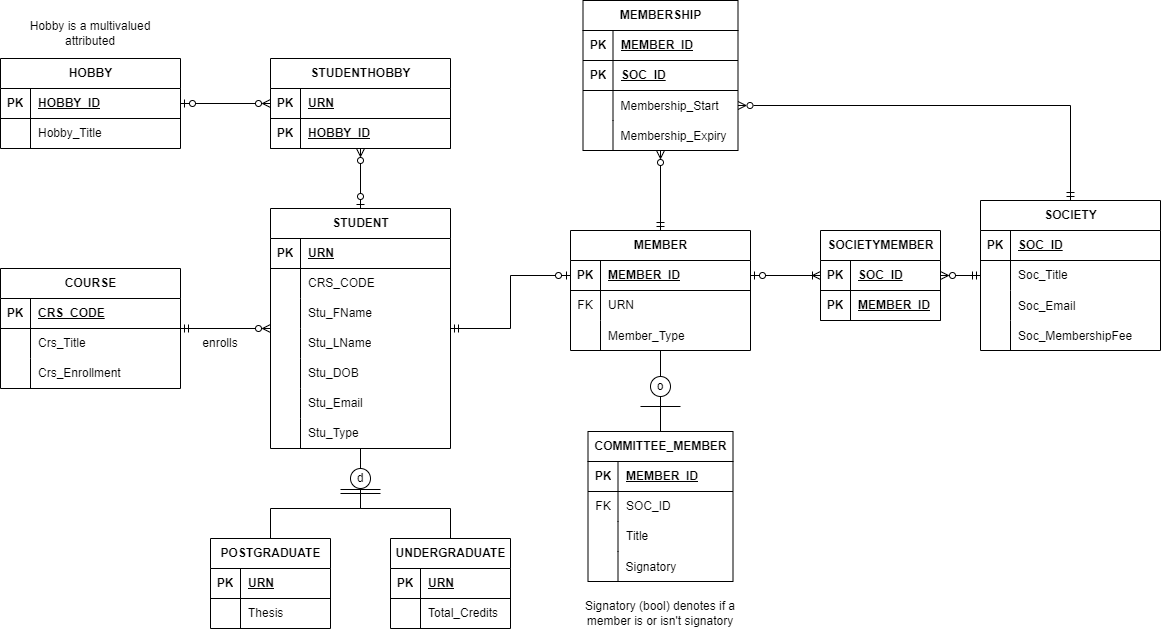 Hobby is a multivalued
attributed
HOBBY
PK HOBBY_ID
Hobby_Title
STUDENTHOBBY
PK URN
PK HOBBY_ID
MEMBERSHIP
PK MEMBER_ID
PK SOC_ID
Membership_Start
Membership_Expiry
COURSE
PK CRS_CODE
Crs_Title
Crs_Enrollment
enrolls
STUDENT
PK URN
CRS_CODE
Stu_FName
Stu_LName
Stu_DOB
Stu_Email
Stu_Type
MEMBER
PK MEMBER_ID
FK URN
Member_Type
SOCIETYMEMBER
PK SOC_ID
PK MEMBER_ID
SOCIETY
PK SOC_ID
Soc_Title
Soc_Email
Soc_MembershipFee
d
POSTGRADUATE
PK URN
Thesis
UNDERGRADUATE
PK URN
Total_Credits
o
COMMITTEE_MEMBER
PK MEMBER_ID
FK SOC_ID
Title
Signatory
Signatory (bool) denotes if a
member is or isn't signatory